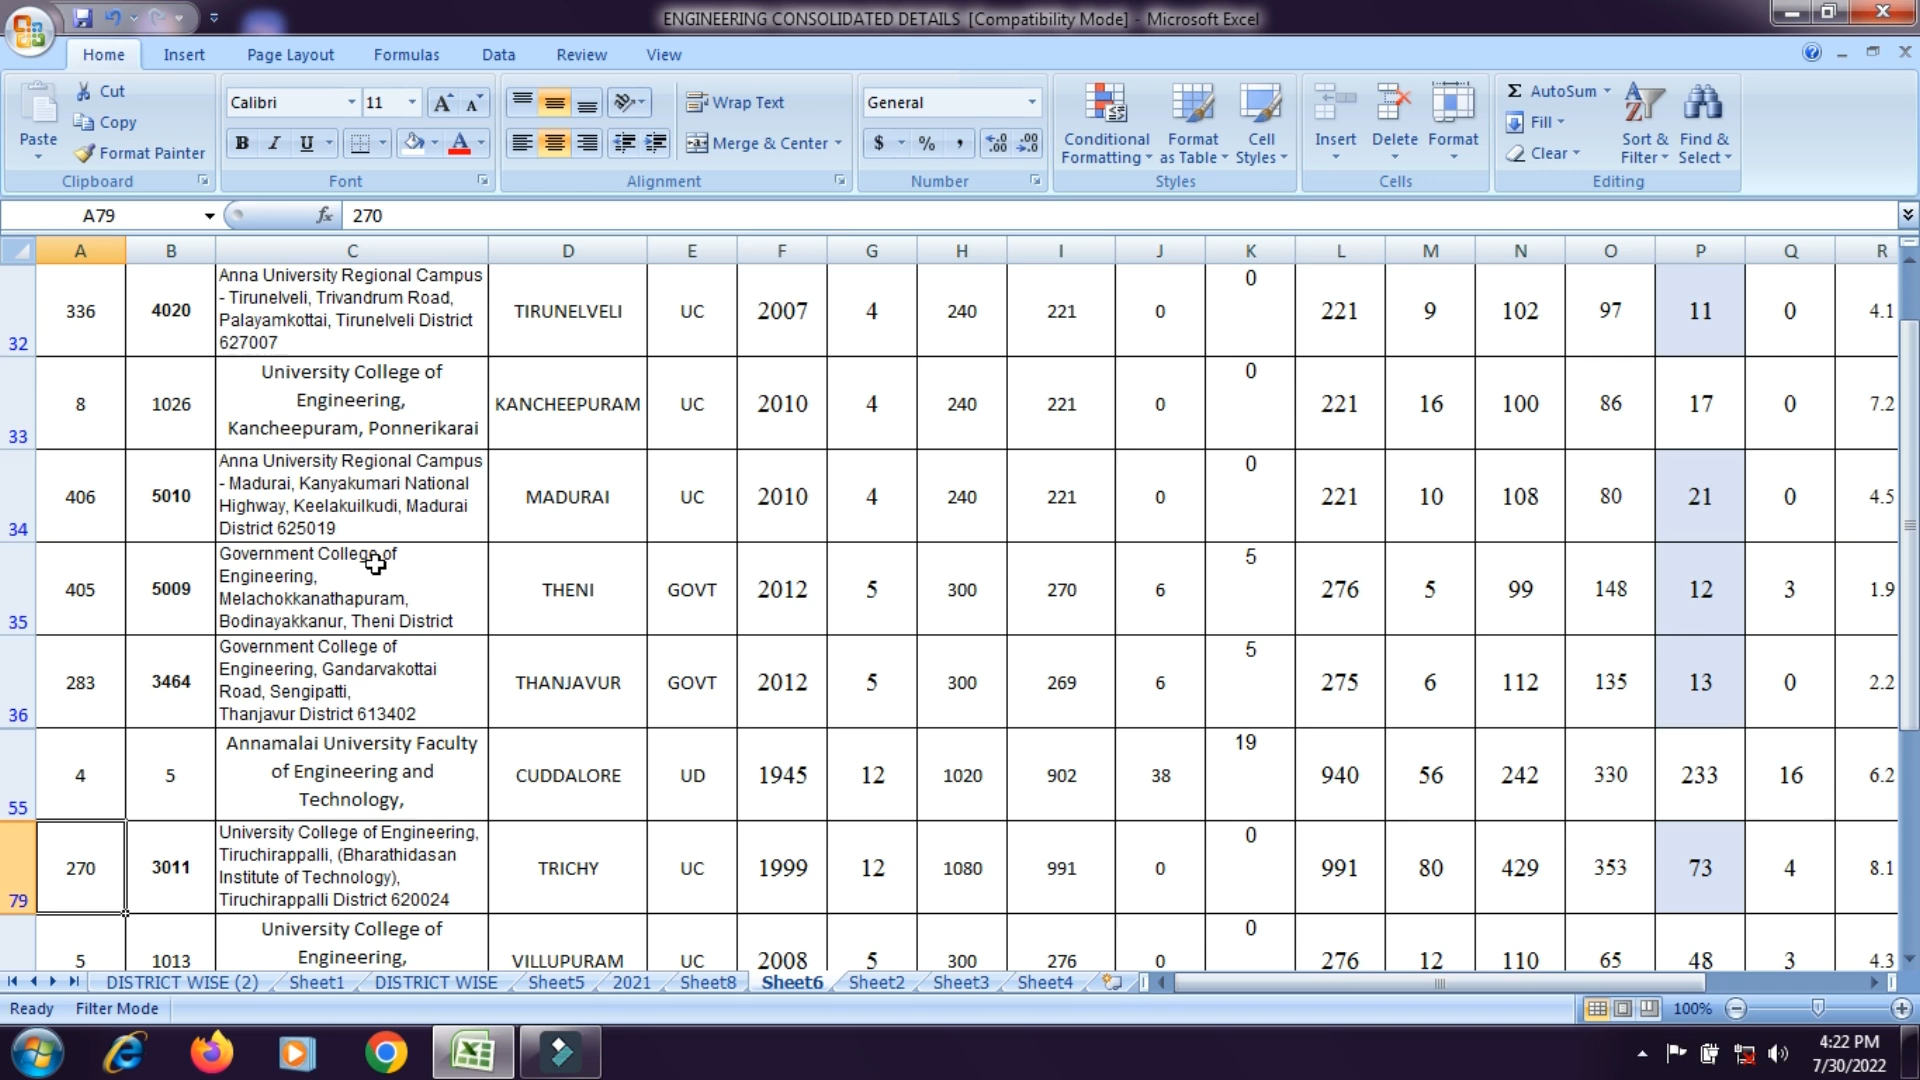 ENGINEERING CONSOLIDATED DETAILS [Compatibility Mode] - Microsoft Excel
Home Insert Page Layout Formulas Data Review View
Paste
Cut
Copy
Format Painter
Clipboard
Calibri 11
B I U
Font
Wrap Text
Merge & Center
Alignment
General
$ % ,
Number
Conditional Formatting
Format as Table
Cell Styles
Styles
Insert Delete Format
Cells
AutoSum
Fill
Clear
Sort & Filter
Find & Select
Editing
A79 fx 270
A B C D E F G H I J K L M N O P Q R
32 336 4020 Anna University Regional Campus
- Tirunelveli, Trivandrum Road,
Palayamkottai, Tirunelveli District
627007
TIRUNELVELI UC 2007 4 240 221 0 0 221 9 102 97 11 0 4.1
33 8 1026 University College of
Engineering,
Kancheepuram, Ponnerikarai
KANCHEEPURAM UC 2010 4 240 221 0 0 221 16 100 86 17 0 7.2
34 406 5010 Anna University Regional Campus
- Madurai, Kanyakumari National
Highway, Keelakuilkudi, Madurai
District 625019
MADURAI UC 2010 4 240 221 0 0 221 10 108 80 21 0 4.5
35 405 5009 Government College of
Engineering,
Melachokkanathapuram,
Bodinayakkanur, Theni District
THENI GOVT 2012 5 300 270 6 5 276 5 99 148 12 3 1.9
36 283 3464 Government College of
Engineering, Gandarvakottai
Road, Sengipatti,
Thanjavur District 613402
THANJAVUR GOVT 2012 5 300 269 6 5 275 6 112 135 13 0 2.2
55 4 5 Annamalai University Faculty
of Engineering and
Technology,
CUDDALORE UD 1945 12 1020 902 38 19 940 56 242 330 233 16 6.2
79 270 3011 University College of Engineering,
Tiruchirappalli, (Bharathidasan
Institute of Technology),
Tiruchirappalli District 620024
TRICHY UC 1999 12 1080 991 0 0 991 80 429 353 73 4 8.1
5 1013 University College of
Engineering,
VILLUPURAM UC 2008 5 300 276 0 0 276 12 110 65 48 3 4.3
DISTRICT WISE (2) Sheet1 DISTRICT WISE Sheet5 2021 Sheet8 Sheet6 Sheet2 Sheet3 Sheet4
Ready Filter Mode 100%
4:22 PM
7/30/2022